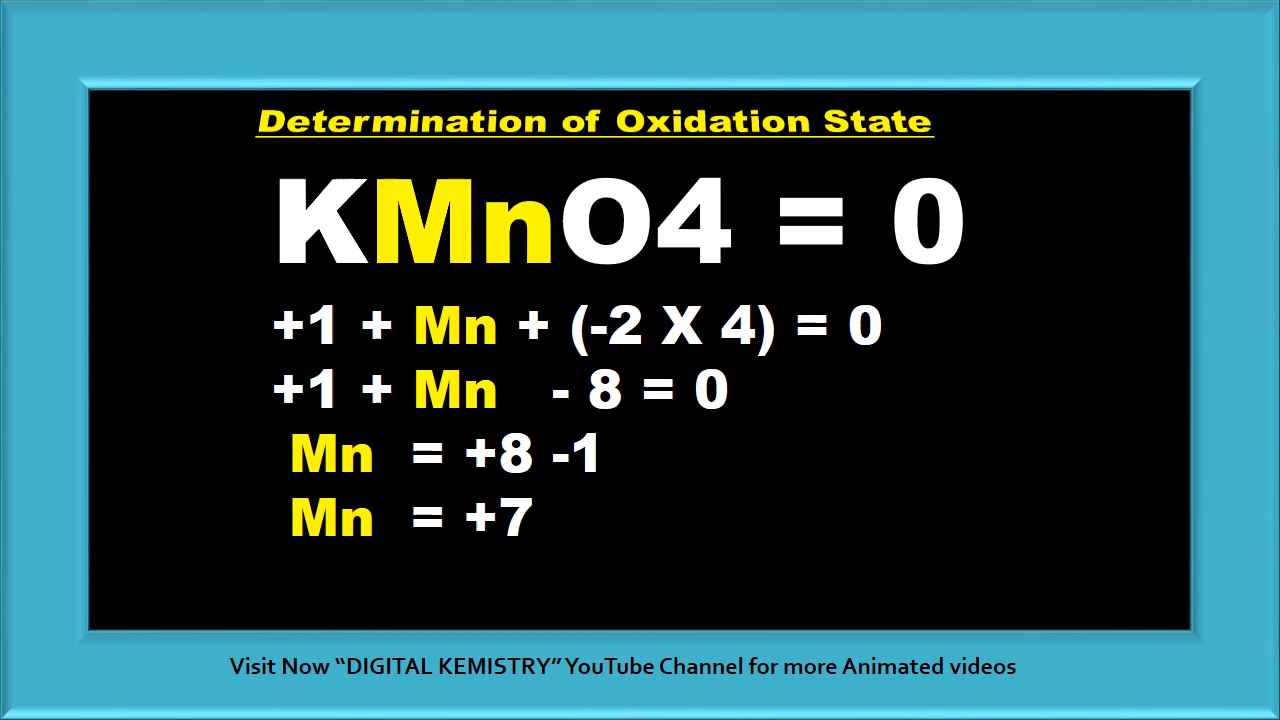 Determination of Oxidation State
KMnO4 = 0
+1 + Mn + (-2 X 4) = 0
+1 + Mn - 8 = 0
Mn = +8 -1
Mn = +7
Visit Now “DIGITAL KEMISTRY” YouTube Channel for more Animated videos